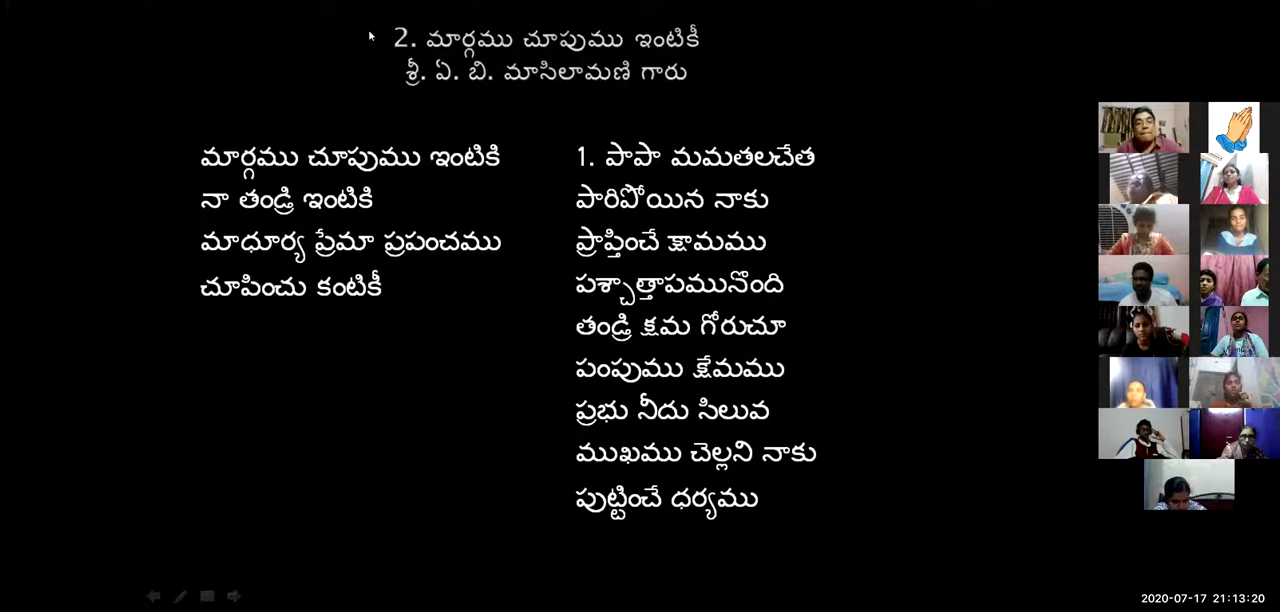 2. మార్గము చూపుము ఇంటికీ
శ్రీ. ఏ. బి. మాసిలామణి గారు
మార్గము చూపుము ఇంటికి
నా తండ్రి ఇంటికి
మాధూర్య ప్రేమా ప్రపంచము
చూపించు కంటికీ
1. పాపా మమతలచేత
పారిపోయిన నాకు
ప్రాప్తించే క్షామము
పశ్చాత్తాపమునొంది
తండ్రి క్షమ గోరుచూ
పంపుము క్షేమము
ప్రభు నీదు సిలువ
ముఖము చెల్లని నాకు
పుట్టించే ధర్యము
2020-07-17 21:13:20